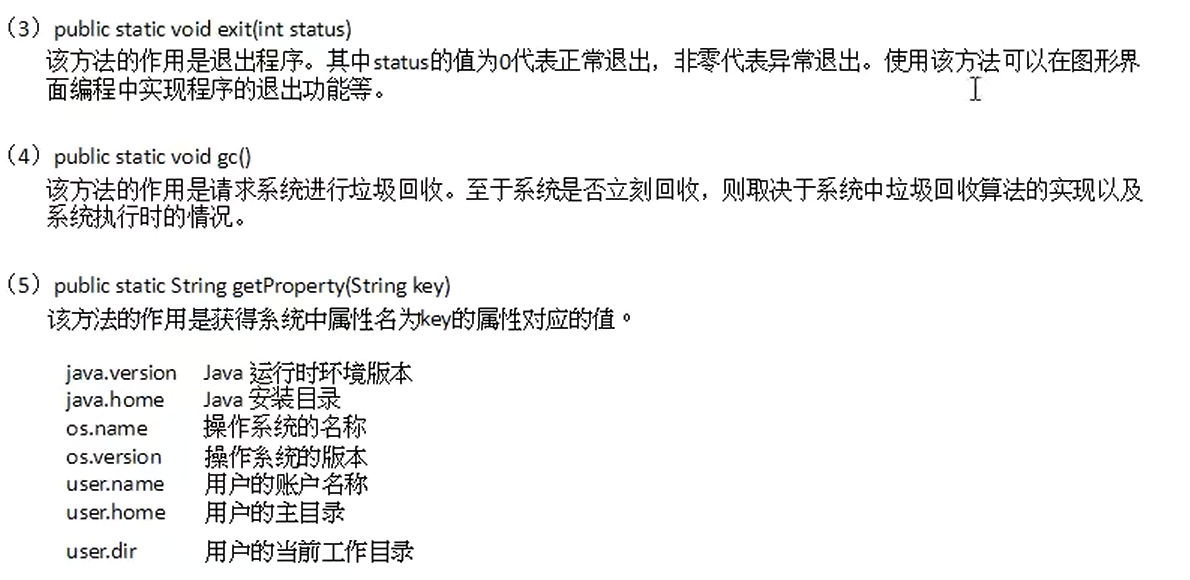 （3）public static void exit(int status)
该方法的作用是退出程序。其中status的值为0代表正常退出，非零代表异常退出。使用该方法可以在图形界
面编程中实现程序的退出功能等。
（4）public static void gc()
该方法的作用是请求系统进行垃圾回收。至于系统是否立刻回收，则取决于系统中垃圾回收算法的实现以及
系统执行时的情况。
（5）public static String getProperty(String key)
该方法的作用是获得系统中属性名为key的属性对应的值。
java.version Java 运行时环境版本
java.home Java 安装目录
os.name 操作系统的名称
os.version 操作系统的版本
user.name 用户的账户名称
user.home 用户的主目录
user.dir 用户的当前工作目录